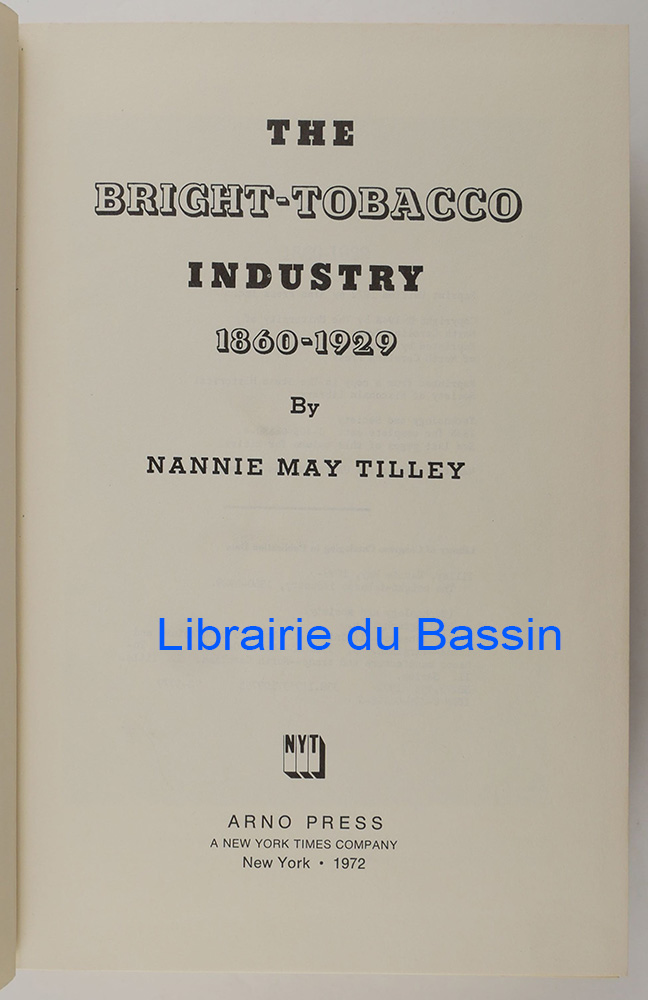 THE
BRIGHT-TOBACCO
INDUSTRY
1860-1929
By
NANNIE MAY TILLEY
Librairie du Bassin
NYT
ARNO PRESS
A NEW YORK TIMES COMPANY
New York • 1972